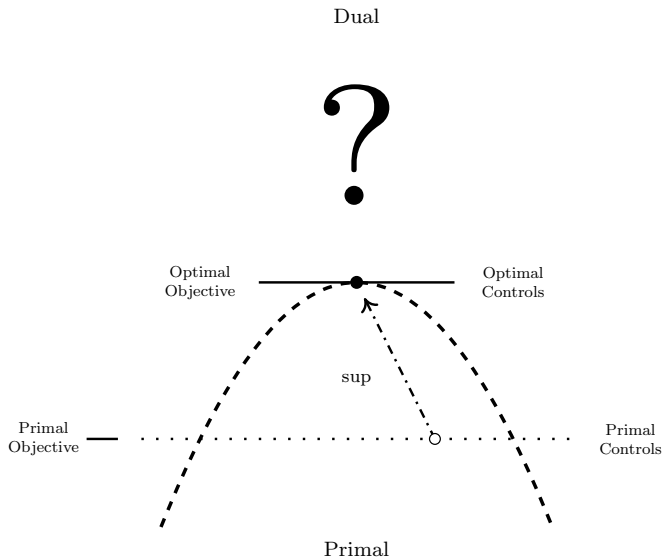 Dual
?
Optimal
Objective
Optimal
Controls
sup
Primal
Objective
Primal
Controls
Primal